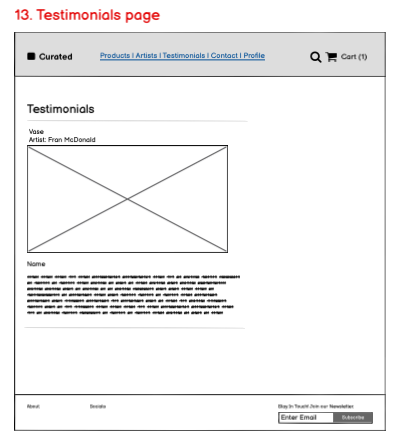 13. Testimonials page
Curated
Products | Artists | Testimonials | Contact | Profile
Cart (1)
Testimonials
Vase
Artist: Fran McDonald
Name
About
Socials
Stay In Touch! Join our Newsletter
Enter Email
Subscribe